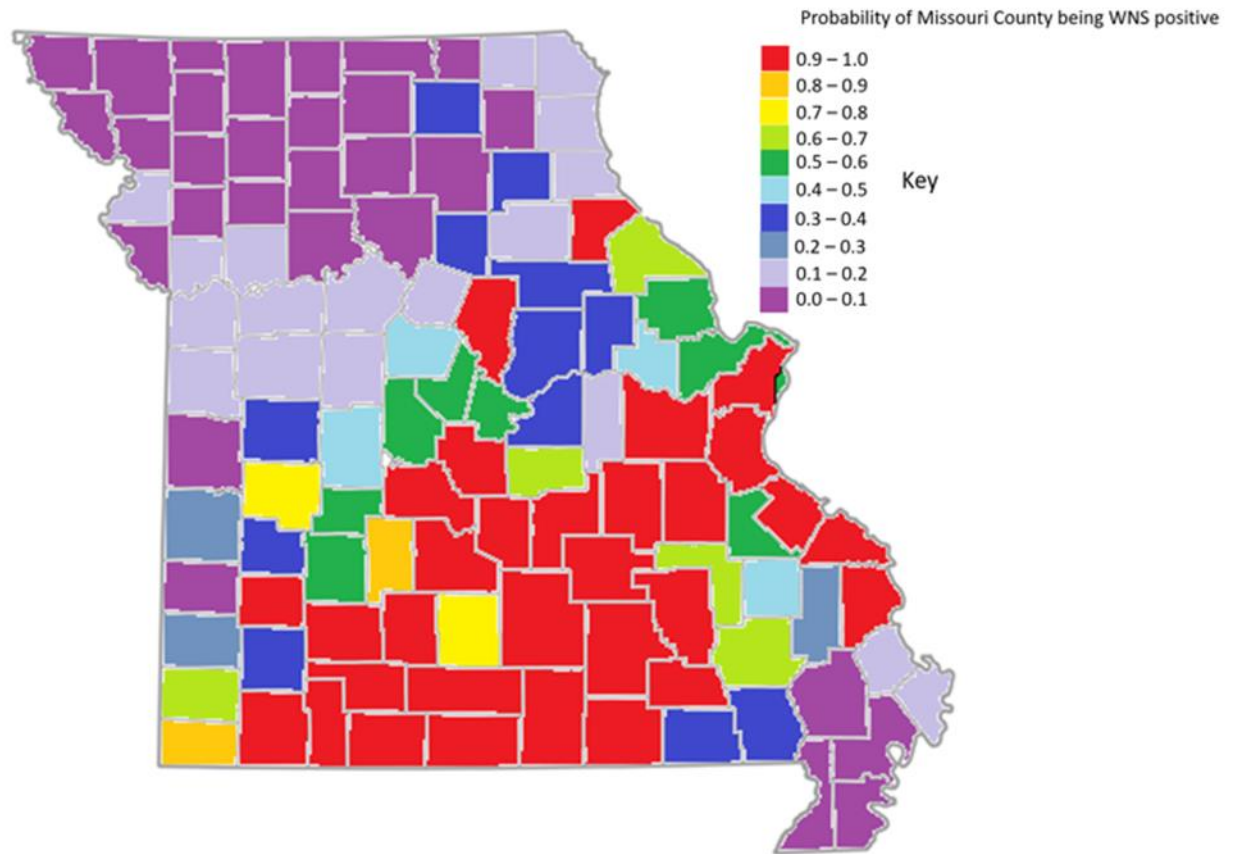 Probability of Missouri County being WNS positive
0.9 – 1.0
0.8 – 0.9
0.7 – 0.8
0.6 – 0.7
0.5 – 0.6
0.4 – 0.5
0.3 – 0.4
0.2 – 0.3
0.1 – 0.2
0.0 – 0.1
Key